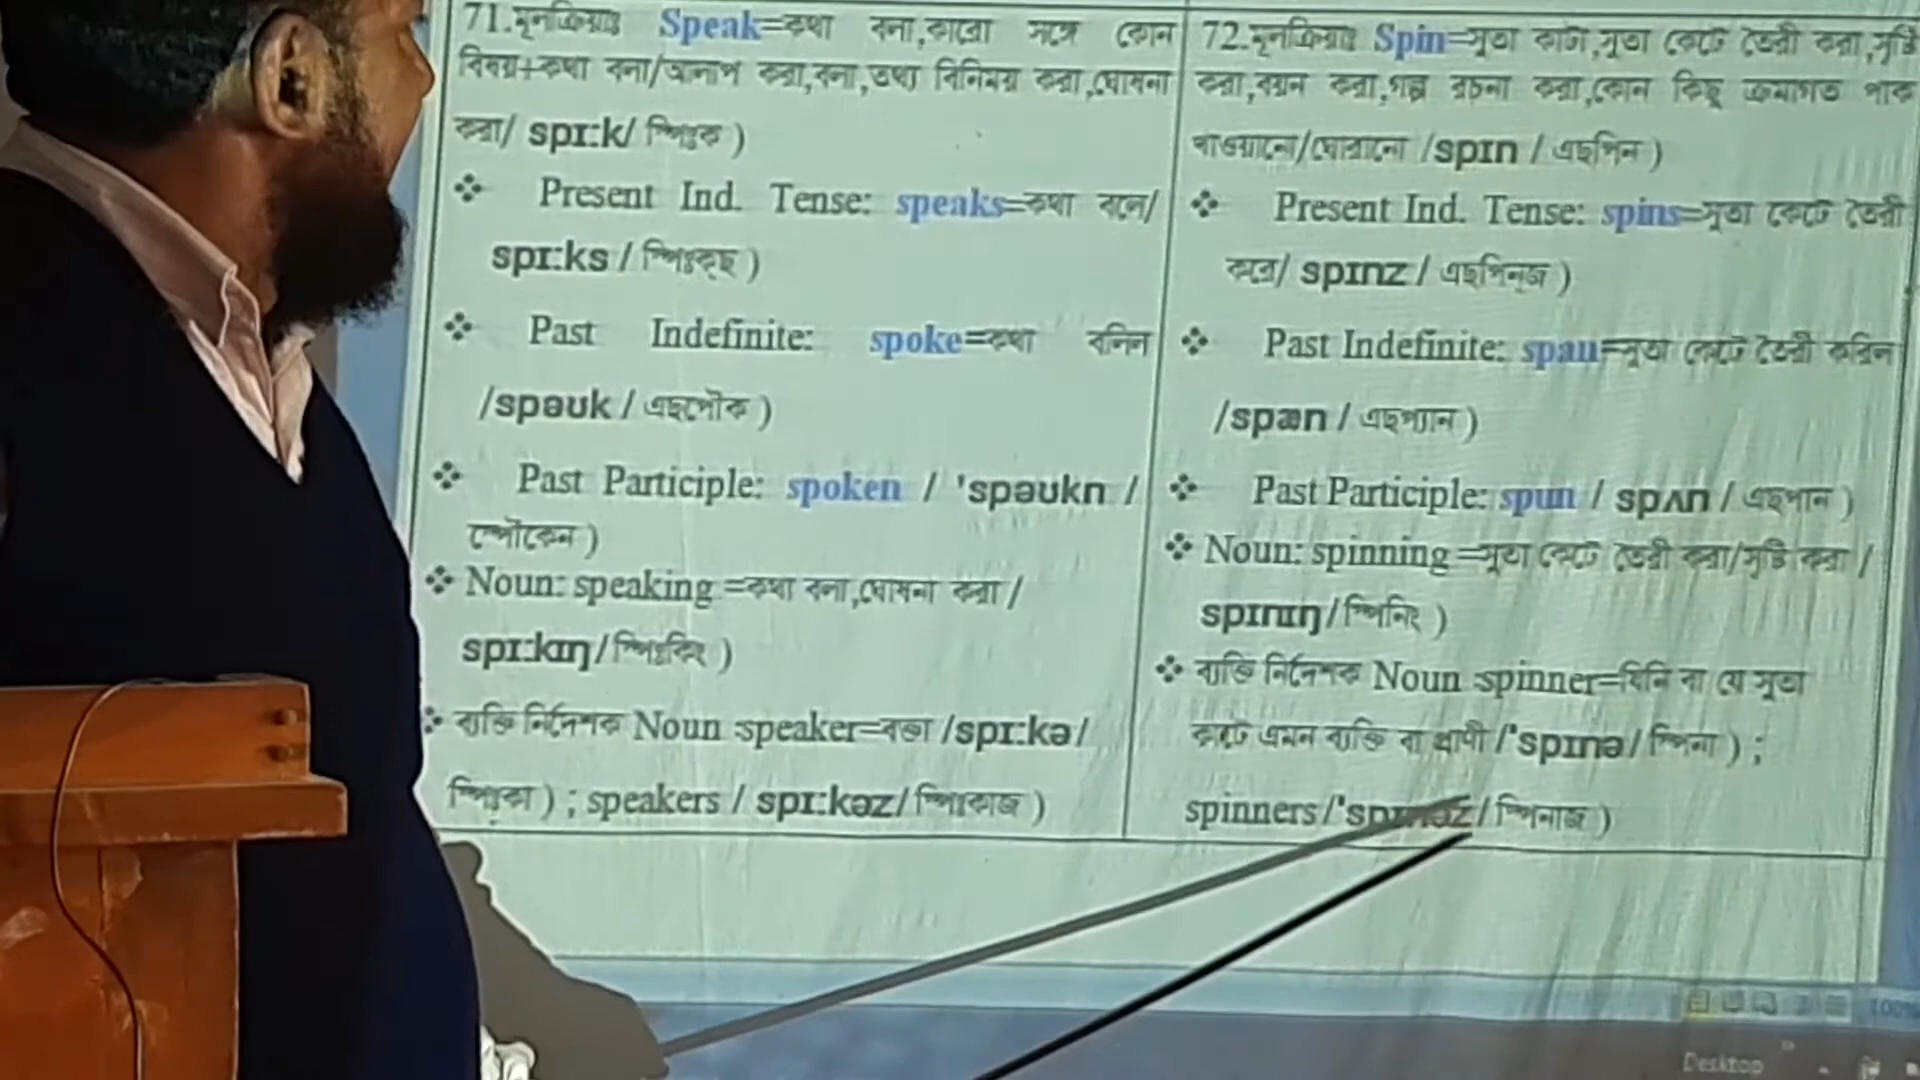 71.মূলক্রিয়াঃ Speak=কথা বলা,কারো সঙ্গে কোন
বিষয়+কথা বলা/আলাপ করা,বলা,তথ্য বিনিময় করা,ঘোষনা
করা/ spɪ:k/ স্পিঃক )
❖ Present Ind. Tense: speaks=কথা বলে/
spɪ:ks / স্পিঃক্ছ )
❖ Past Indefinite: spoke=কথা বলিল
/spəuk / এছপৌক )
❖ Past Participle: spoken / 'spəukn /
স্পৌকেন )
❖ Noun: speaking =কথা বলা,ঘোষনা করা /
spɪ:kɪŋ/স্পিঃকিং )
❖ ব্যক্তি নির্দেশক Noun :speaker=বক্তা /spɪ:kə/
স্পিঃকা ) ; speakers / spɪ:kəz/স্পিঃকাজ )
72.মূলক্রিয়াঃ Spin=সুতা কাটা,সুতা কেটে তৈরী করা,সৃষ্টি
করা,বয়ন করা,গল্প রচনা করা,কোন কিছু ক্রমাগত পাক
খাওয়ানো/ঘোরানো /spɪn / এছপিন )
❖ Present Ind. Tense: spins=সুতা কেটে তৈরী
করে/ spɪnz / এছপিন্জ )
❖ Past Indefinite: span=সুতা কেটে তৈরী করিল
/spæn / এছপ্যান )
❖ Past Participle: spun / spʌn / এছপান )
❖ Noun: spinning =সুতা কেটে তৈরী করা/সৃষ্টি করা /
spɪnɪŋ/স্পিনিং )
❖ ব্যক্তি নির্দেশক Noun :spinner=যিনি বা যে সুতা
কাটে এমন ব্যক্তি বা প্রাণী /'spɪnə/ স্পিনা ) ;
spinners /'spɪnəz/স্পিনাজ )
100%
Desktop